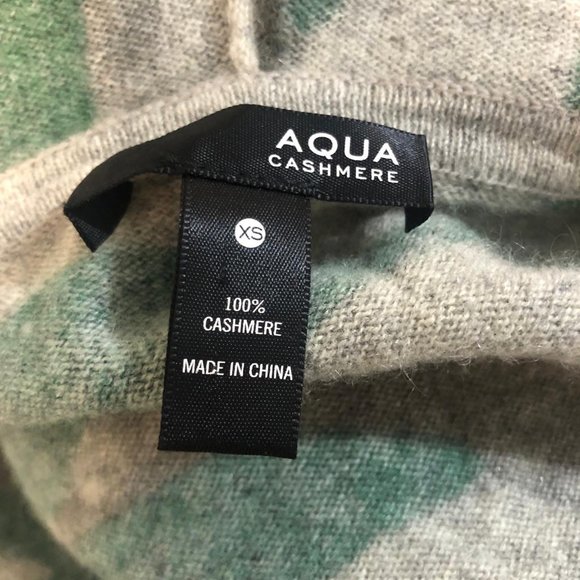 AQUA
CASHMERE
XS
100%
CASHMERE
MADE IN CHINA